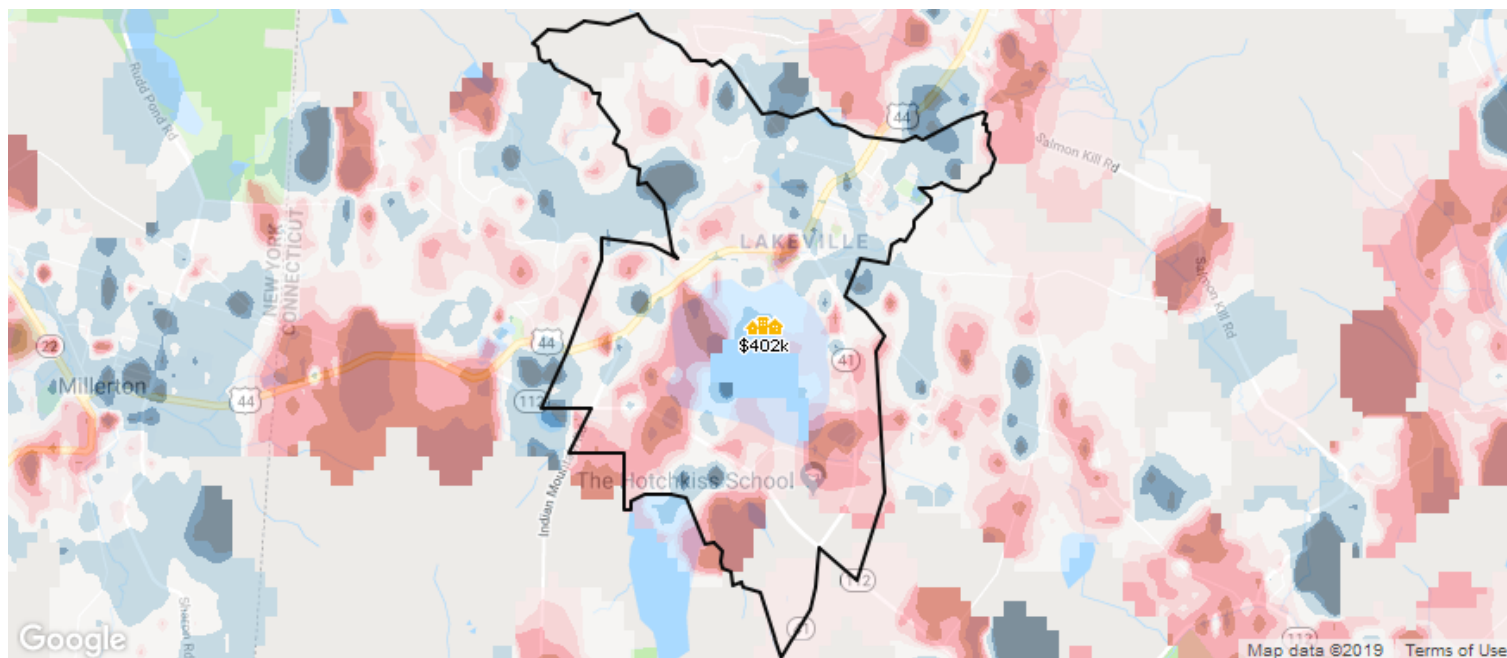 Rudd Pond Rd
44
Salmon Kill Rd
NEW YORK
CONNECTICUT
LAKEVILLE
Salmon Kill Rd
$402k
22
44
41
Millerton
44
112
The Hotchkiss School
Indian Mount
112
Sharon Rd
41
112
Google
Map data ©2019
Terms of Use